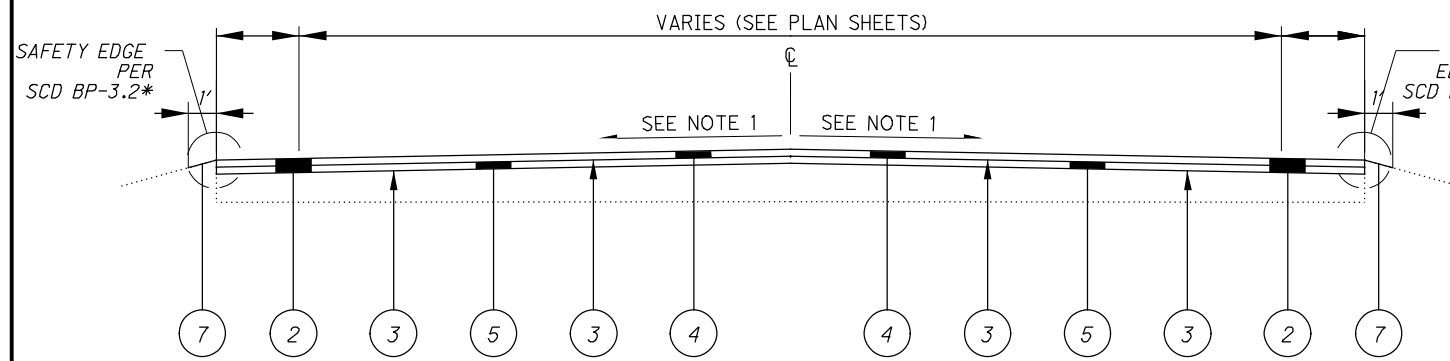 VARIES (SEE PLAN SHEETS)
℄
SAFETY EDGE
PER
SCD BP-3.2*
1'
SEE NOTE 1
SEE NOTE 1
1'
SCD
7
2
3
5
3
4
4
3
5
3
2
7